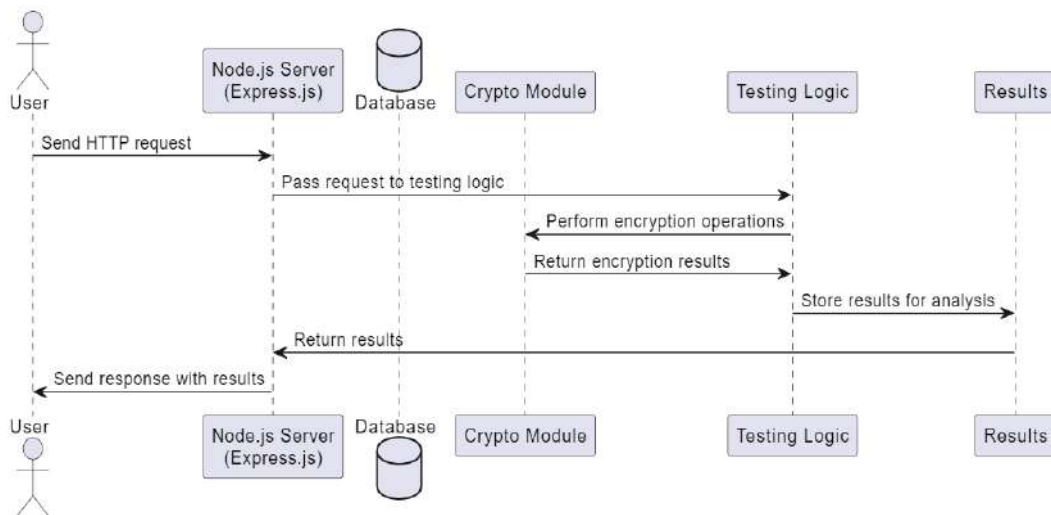 User
Node.js Server
(Express.js)
Database
Crypto Module
Testing Logic
Results
Send HTTP request
Pass request to testing logic
Perform encryption operations
Return encryption results
Store results for analysis
Return results
Send response with results
User
Node.js Server
(Express.js)
Database
Crypto Module
Testing Logic
Results